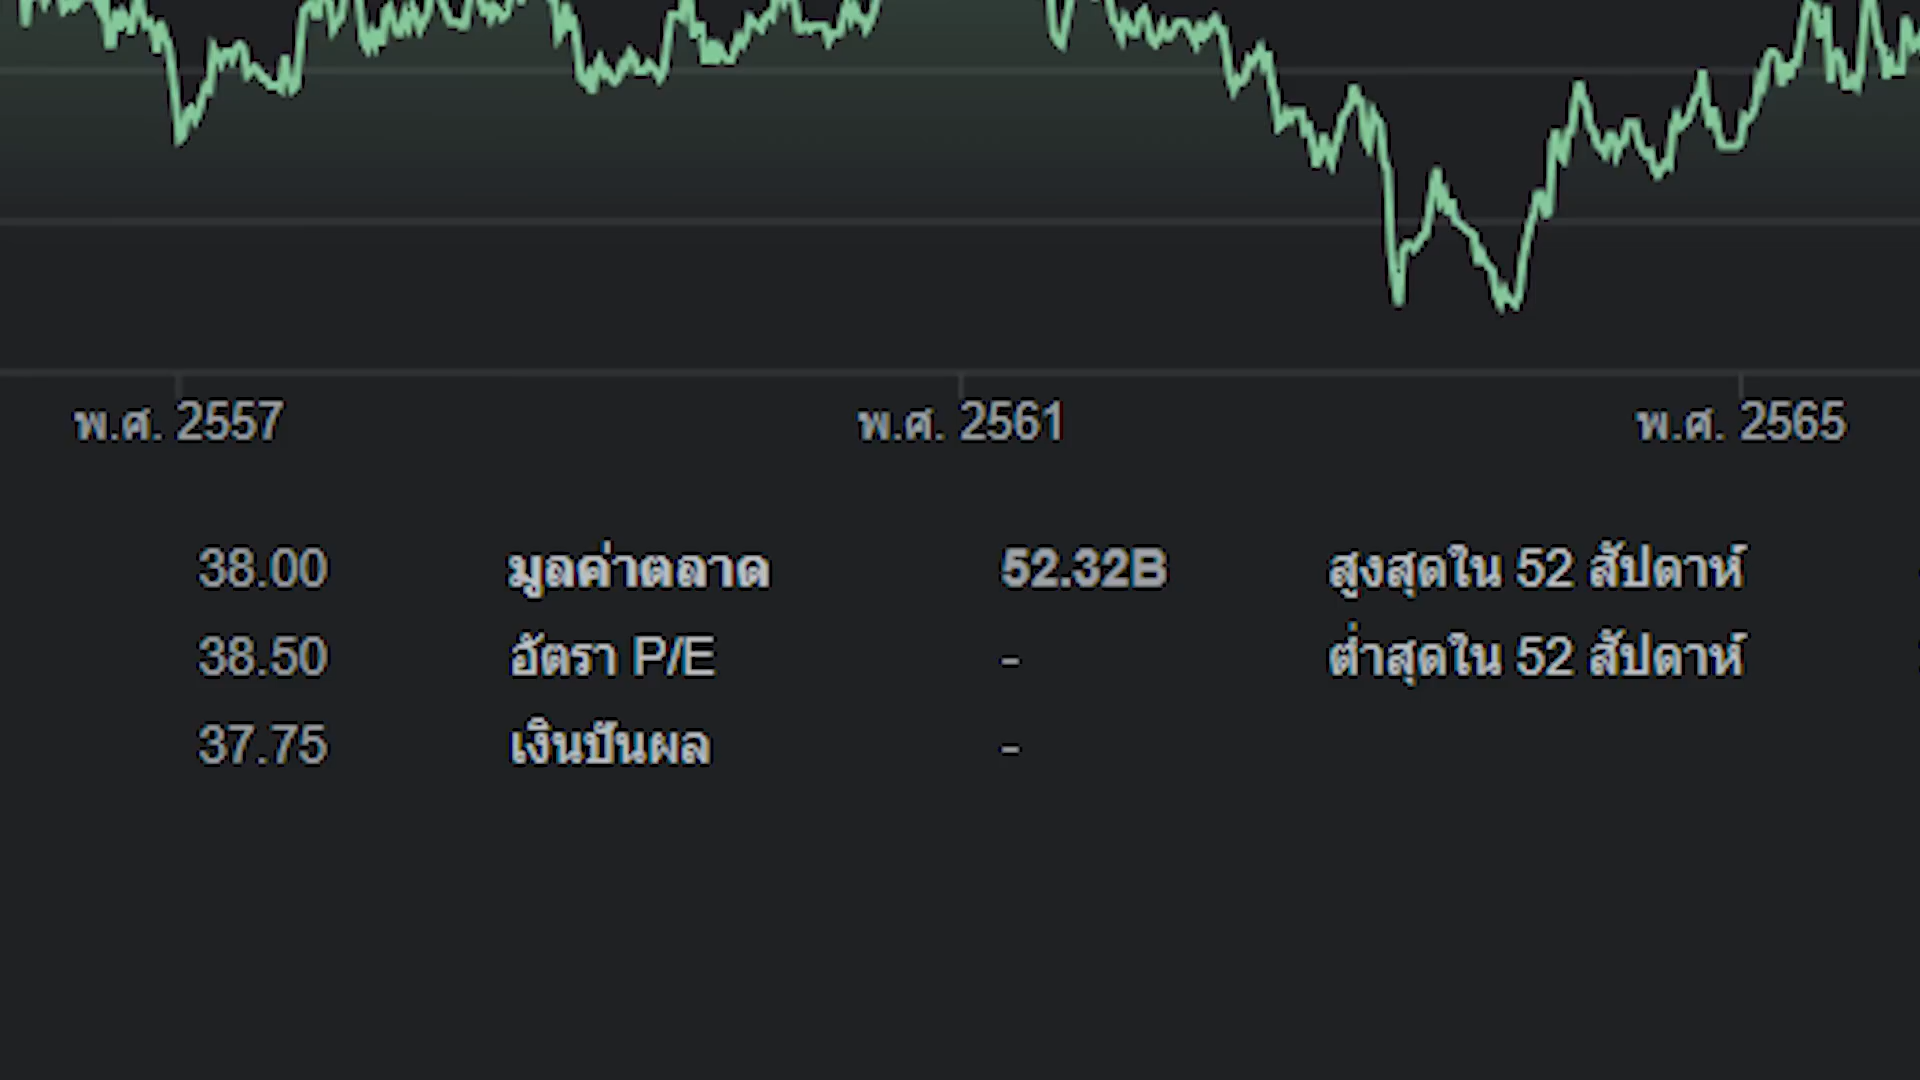 พ.ศ. 2557 พ.ศ. 2561 พ.ศ. 2565
38.00 มูลค่าตลาด 52.32B สูงสุดใน 52 สัปดาห์
38.50 อัตรา P/E - ต่ำสุดใน 52 สัปดาห์
37.75 เงินปันผล -